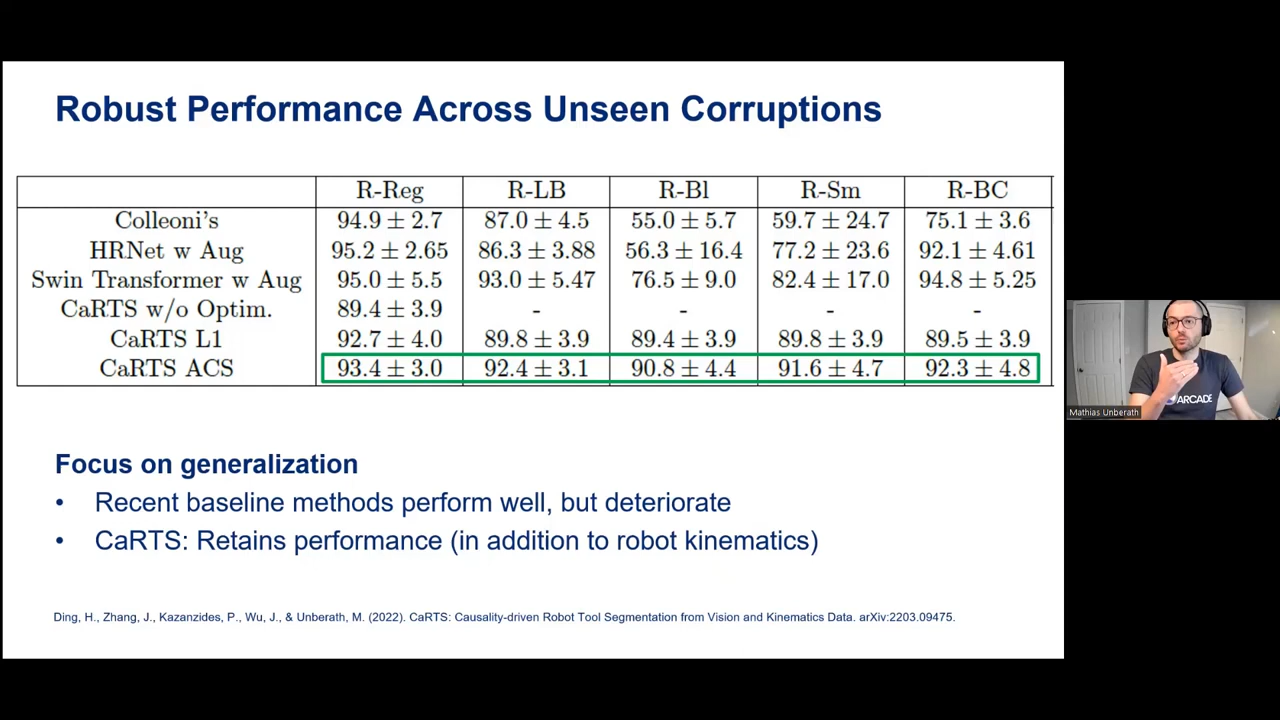 Robust Performance Across Unseen Corruptions
R-Reg R-LB R-Bl R-Sm R-BC
Colleoni's 94.9 ± 2.7 87.0 ± 4.5 55.0 ± 5.7 59.7 ± 24.7 75.1 ± 3.6
HRNet w Aug 95.2 ± 2.65 86.3 ± 3.88 56.3 ± 16.4 77.2 ± 23.6 92.1 ± 4.61
Swin Transformer w Aug 95.0 ± 5.5 93.0 ± 5.47 76.5 ± 9.0 82.4 ± 17.0 94.8 ± 5.25
CaRTS w/o Optim. 89.4 ± 3.9 - - - -
CaRTS L1 92.7 ± 4.0 89.8 ± 3.9 89.4 ± 3.9 89.8 ± 3.9 89.5 ± 3.9
CaRTS ACS 93.4 ± 3.0 92.4 ± 3.1 90.8 ± 4.4 91.6 ± 4.7 92.3 ± 4.8
Focus on generalization
• Recent baseline methods perform well, but deteriorate
• CaRTS: Retains performance (in addition to robot kinematics)
Ding, H., Zhang, J., Kazanzides, P., Wu, J., & Unberath, M. (2022). CaRTS: Causality-driven Robot Tool Segmentation from Vision and Kinematics Data. arXiv:2203.09475.
ARCADE
Mathias Unberath